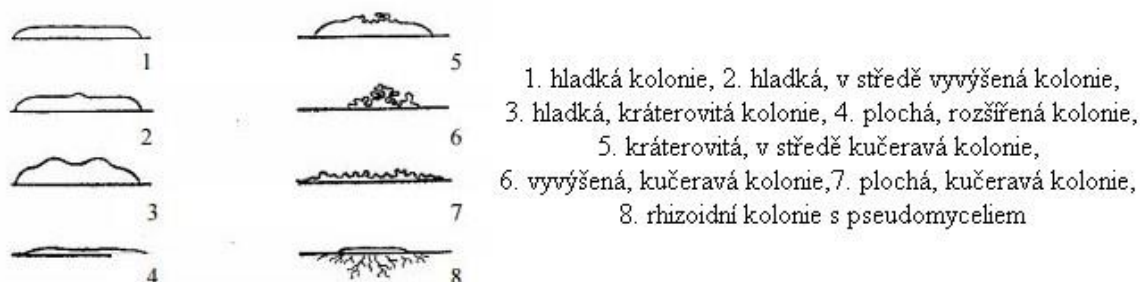 1
2
3
4
5
6
7
8
1. hladká kolonie, 2. hladká, v středě vyvýšená kolonie,
3. hladká, kráterovitá kolonie, 4. plochá, rozšířená kolonie,
5. kráterovitá, v středě kučeravá kolonie,
6. vyvýšená, kučeravá kolonie,7. plochá, kučeravá kolonie,
8. rhizoidní kolonie s pseudomyceliem